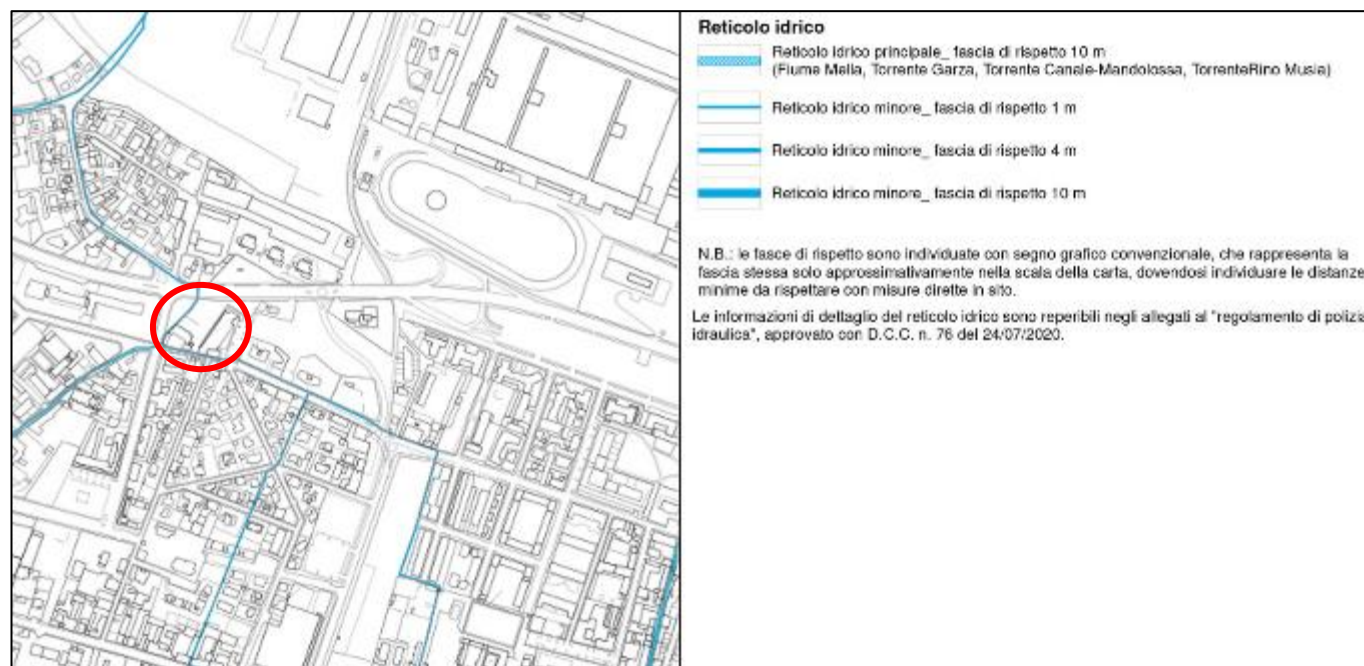 Reticolo idrico
Reticolo idrico principale_ fascia di rispetto 10 m
(Fiume Mella, Torrente Garza, Torrente Canale-Mandolossa, TorrenteRino Musia)
Reticolo idrico minore_ fascia di rispetto 1 m
Reticolo idrico minore_ fascia di rispetto 4 m
Reticolo idrico minore_ fascia di rispetto 10 m
N.B.: le fasce di rispetto sono individuate con segno grafico convenzionale, che rappresenta la
fascia stessa solo approssimativamente nella scala della carta, dovendosi individuare le distanze
minime da rispettare con misure dirette in sito.
Le informazioni di dettaglio del reticolo idrico sono reperibili negli allegati al "regolamento di polizia
idraulica", approvato con D.C.C. n. 76 del 24/07/2020.